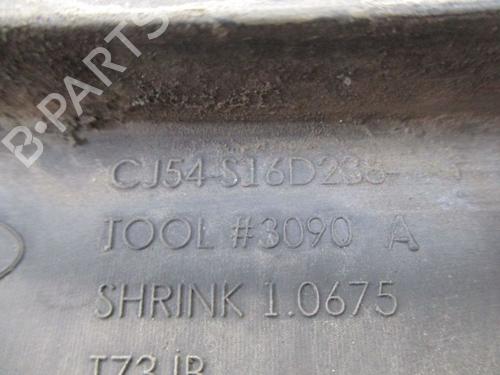 B-PARTS
CJ54-S16D238-
TOOL #3090 A
SHRINK 1.0675